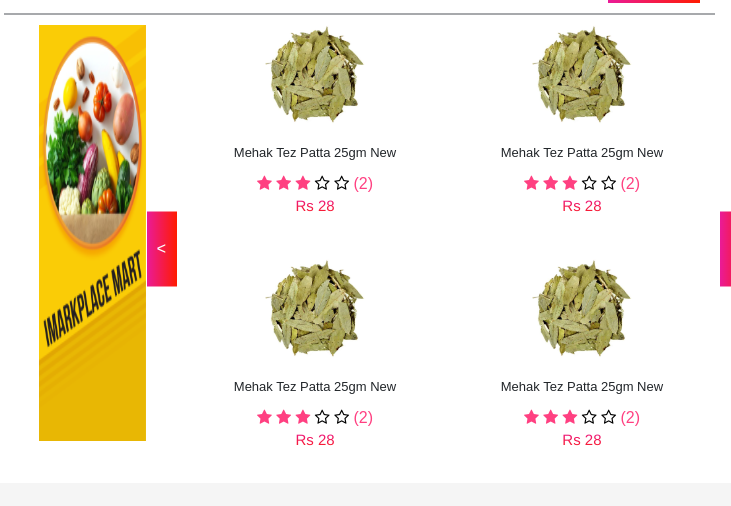 IMARKPLACE MART
<
Mehak Tez Patta 25gm New
(2)
Rs 28
Mehak Tez Patta 25gm New
(2)
Rs 28
Mehak Tez Patta 25gm New
(2)
Rs 28
Mehak Tez Patta 25gm New
(2)
Rs 28